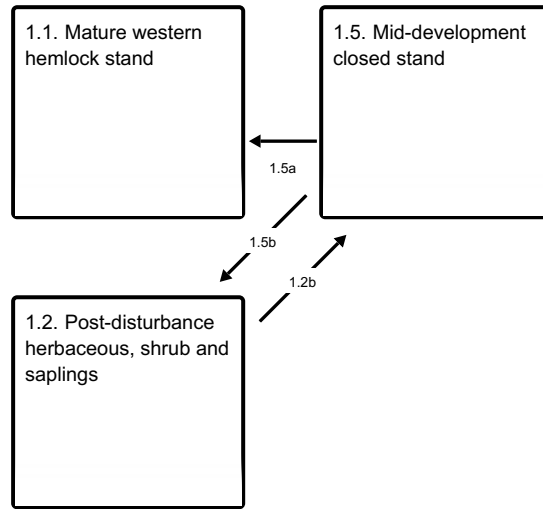 1.1. Mature western
hemlock stand
1.5. Mid-development
closed stand
1.5a
1.5b
1.2b
1.2. Post-disturbance
herbaceous, shrub and
saplings